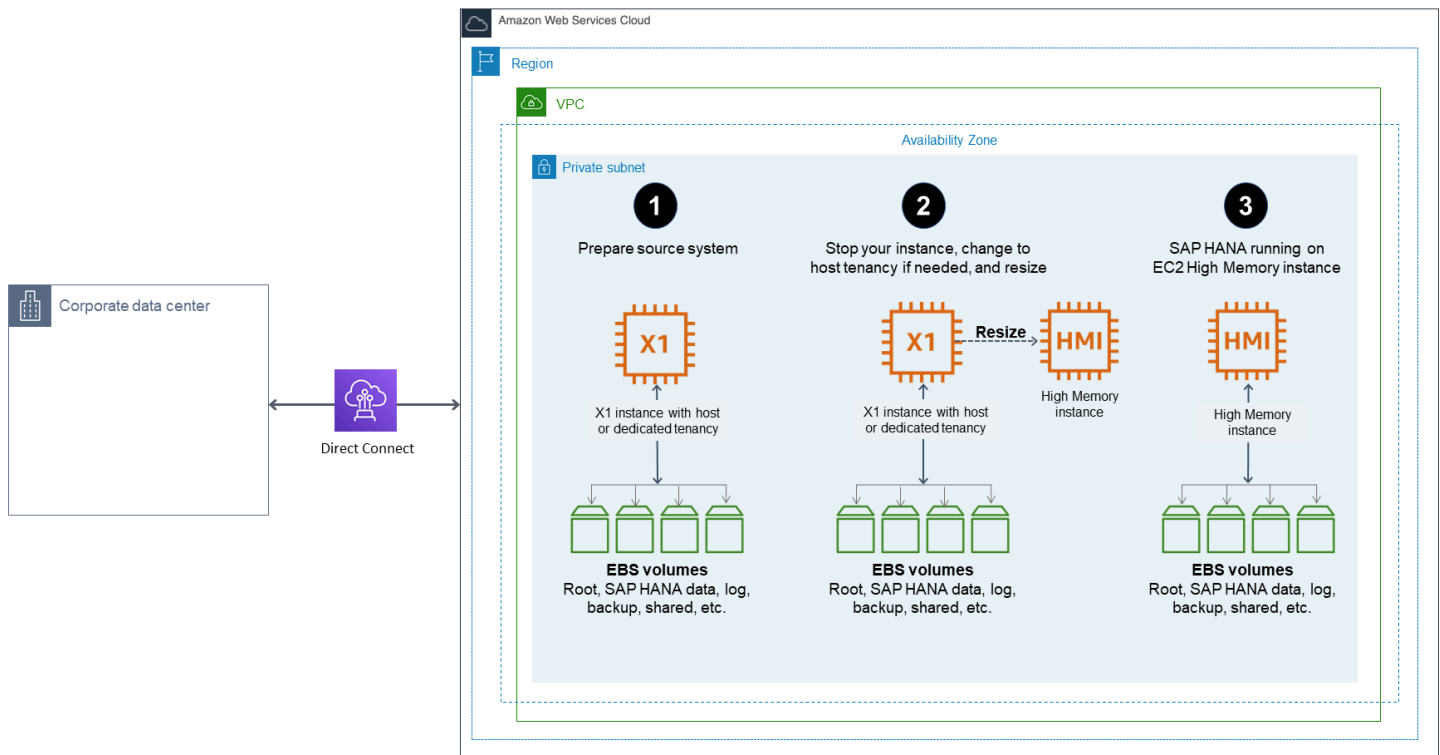 Amazon Web Services Cloud
Region
VPC
Availability Zone
Private subnet
1
Prepare source system
X1
X1 instance with host
or dedicated tenancy
EBS volumes
Root, SAP HANA data, log,
backup, shared, etc.
2
Stop your instance, change to
host tenancy if needed, and resize
X1
Resize
HMI
High Memory
instance
X1 instance with host
or dedicated tenancy
EBS volumes
Root, SAP HANA data, log,
backup, shared, etc.
3
SAP HANA running on
EC2 High Memory instance
HMI
High Memory
instance
EBS volumes
Root, SAP HANA data, log,
backup, shared, etc.
Corporate data center
Direct Connect